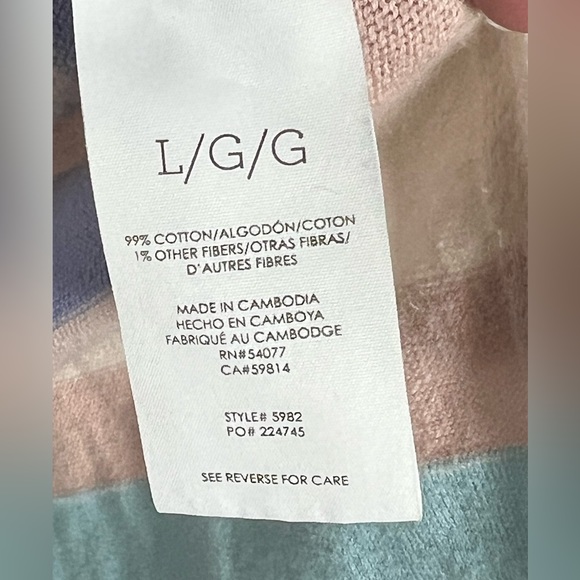 L/G/G
99% COTTON/ALGODÓN/COTON
1% OTHER FIBERS/OTRAS FIBRAS/
D'AUTRES FIBRES
MADE IN CAMBODIA
HECHO EN CAMBOYA
FABRIQUÉ AU CAMBODGE
RN#54077
CA#59814
STYLE# 5982
PO# 224745
SEE REVERSE FOR CARE